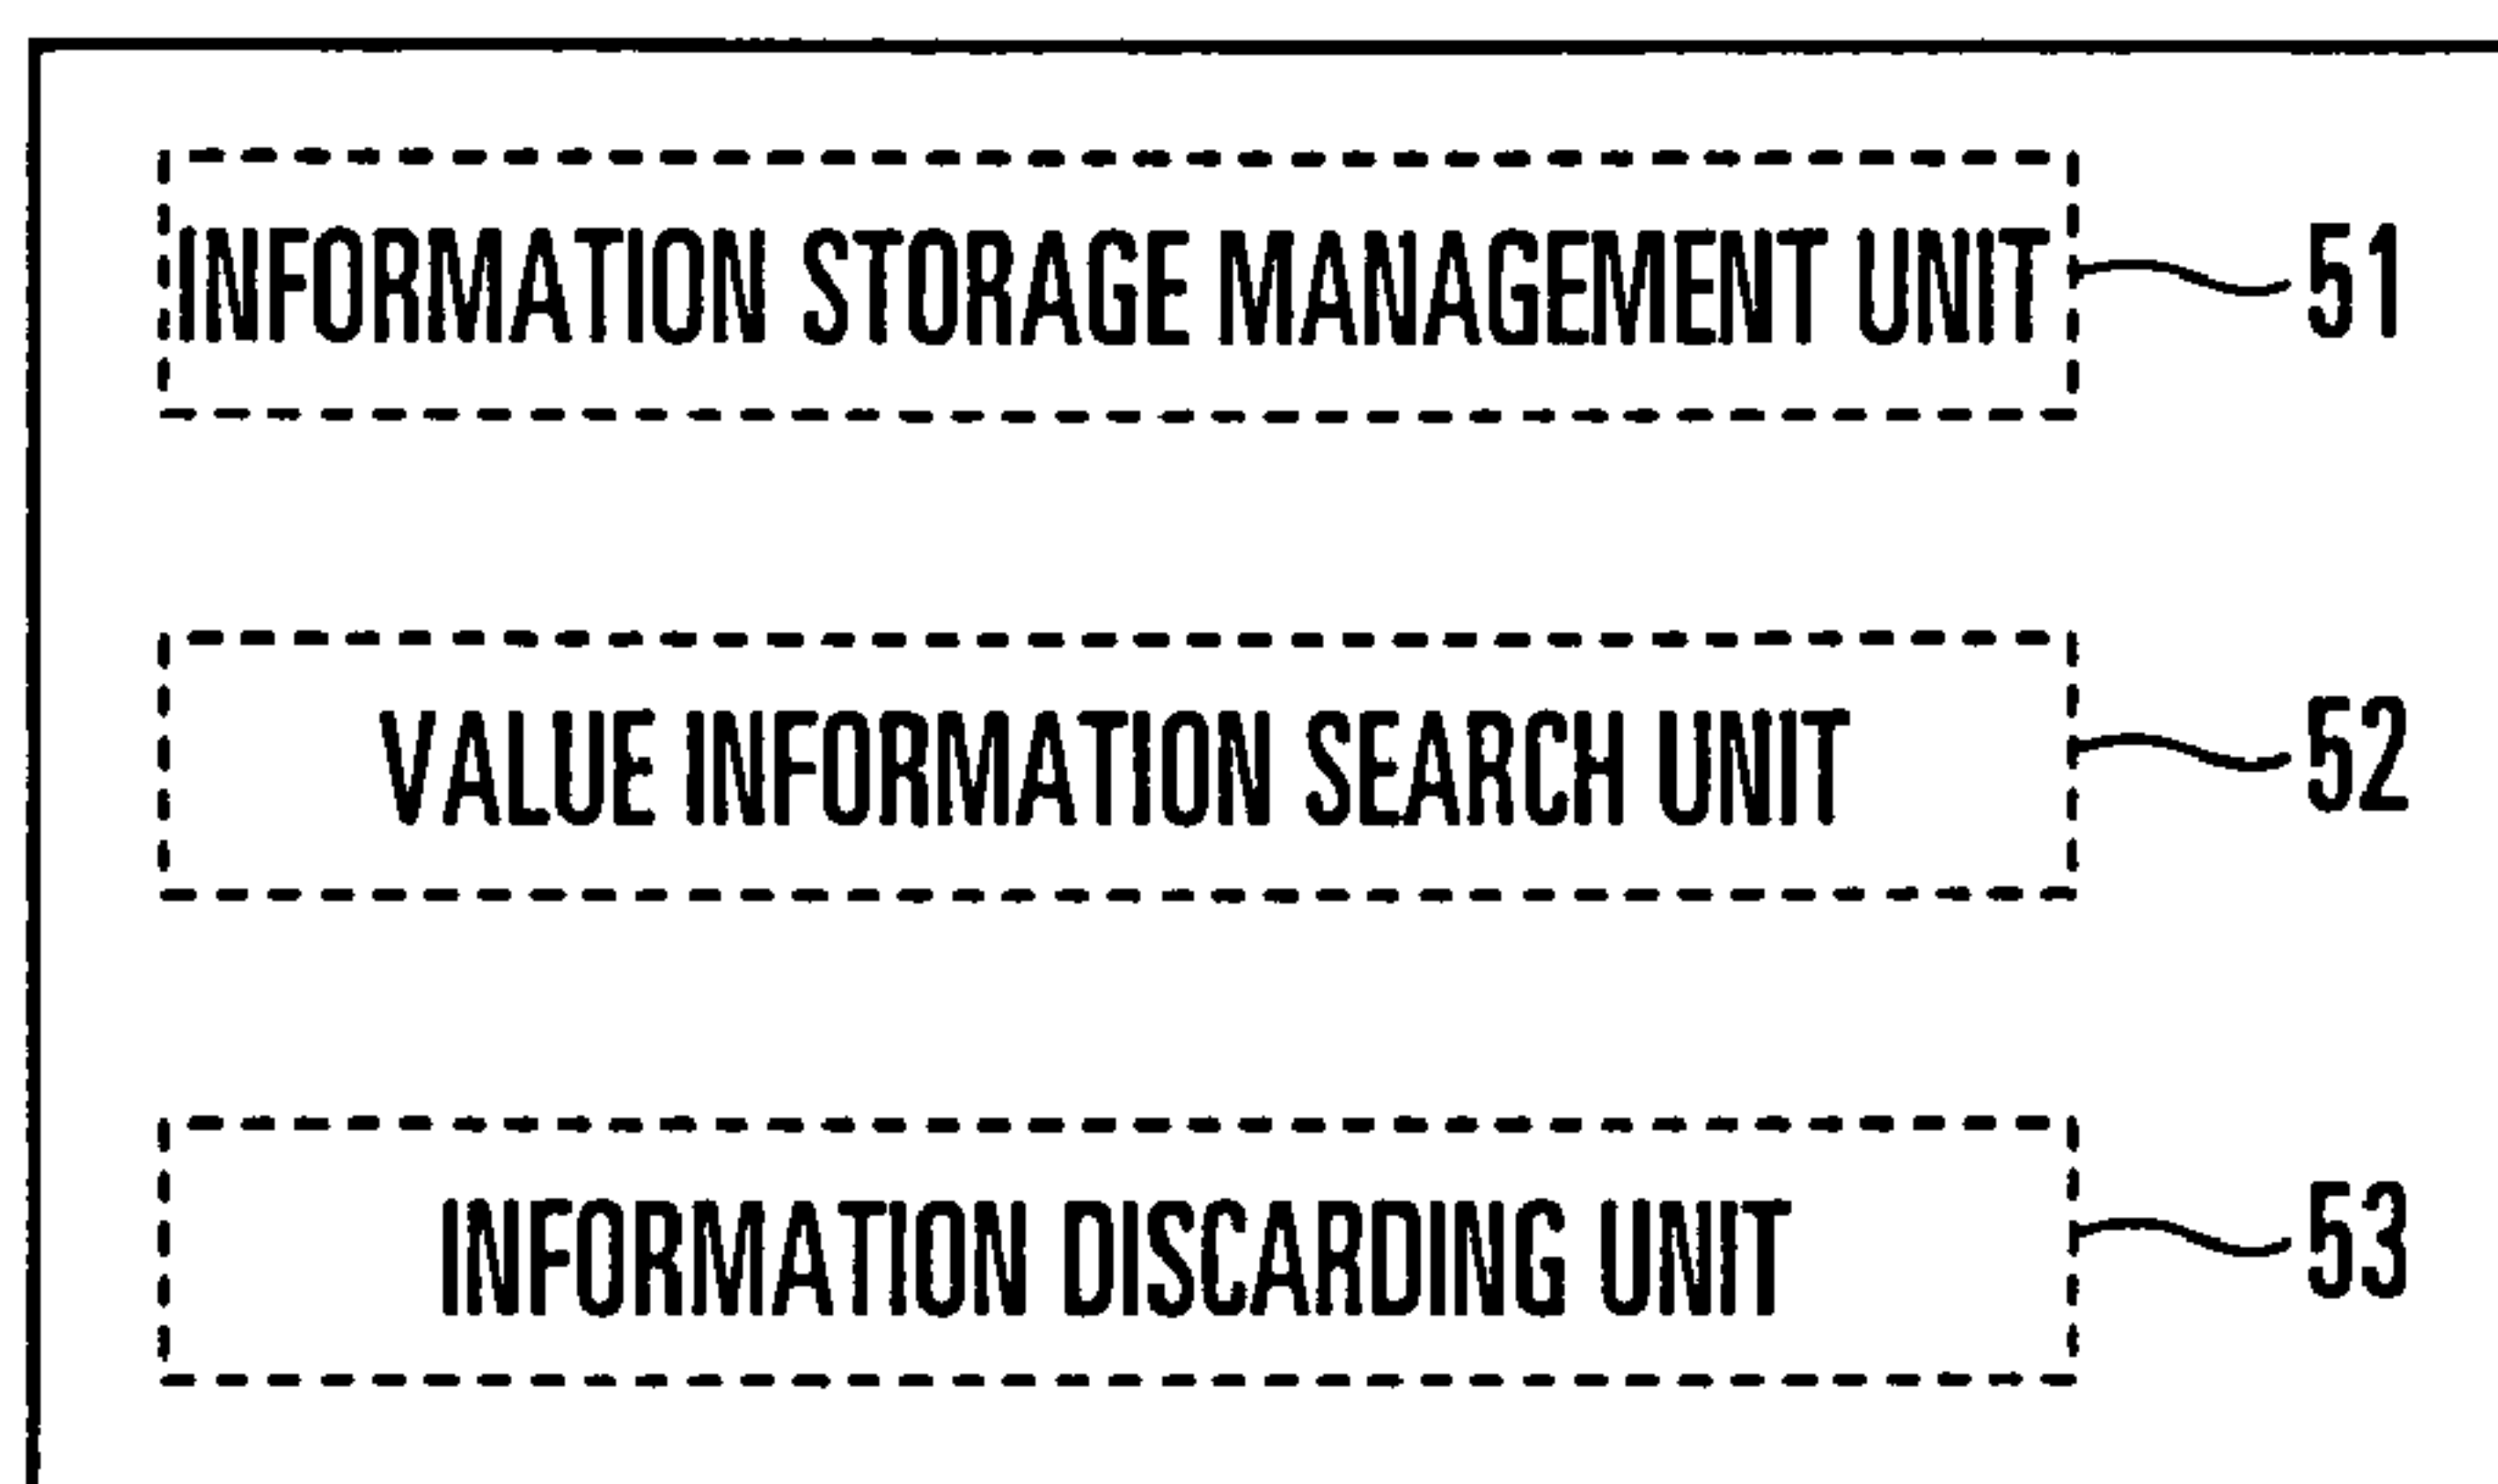 INFORMATION STORAGE MANAGEMENT UNIT 51
VALUE INFORMATION SEARCH UNIT 52
INFORMATION DISCARDING UNIT 53